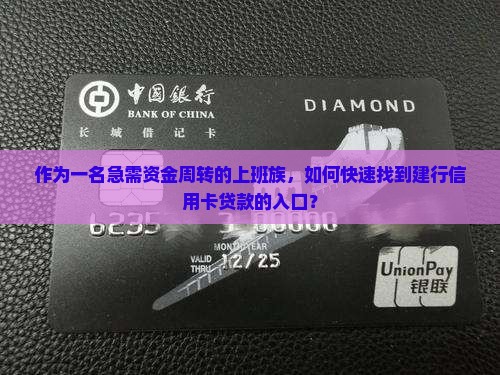 中国银行
BANK OF CHINA
DIAMOND
长城借记卡
作为一名急需资金周转的上班族，如何快速找到建行信
用卡贷款的入口？
6235
00000
MONTH/YEAR
VALID
THRU
12/25
UnionPay
银联